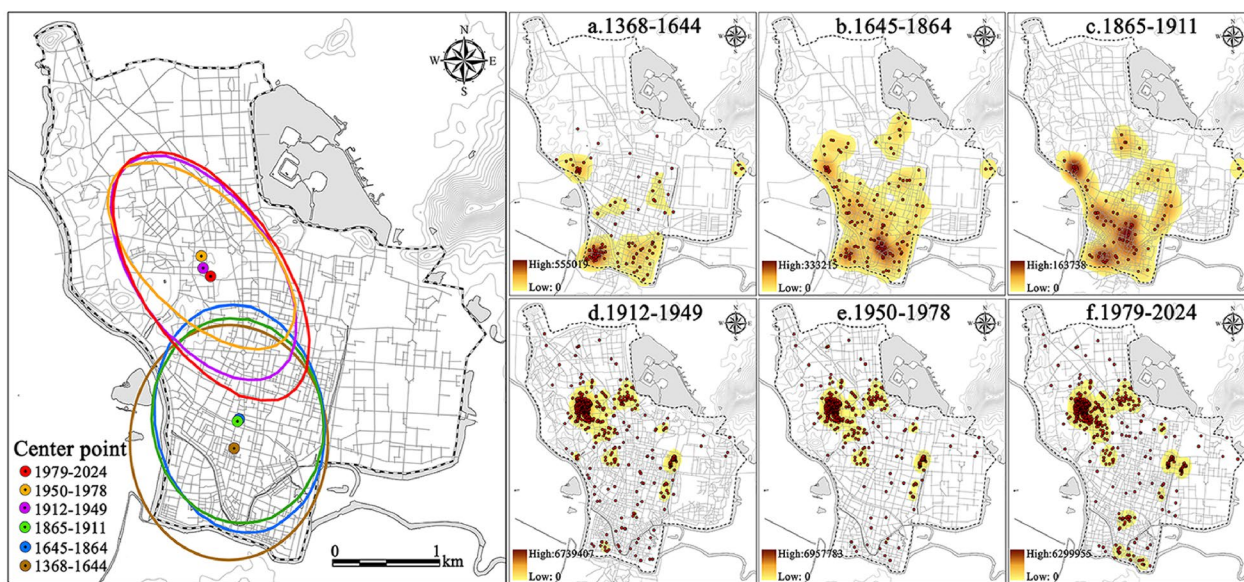 N
W E
S
Center point
1979-2024
1950-1978
1912-1949
1865-1911
1645-1864
1368-1644
0 1
km
a.1368-1644
N
W E
S
High:555019
Low: 0
b.1645-1864
N
W E
S
High:333215
Low: 0
c.1865-1911
N
W E
S
High:163738
Low: 0
d.1912-1949
N
W E
S
High:6739407
Low: 0
e.1950-1978
N
W E
S
High:6957783
Low: 0
f.1979-2024
N
W E
S
High:6299955
Low: 0